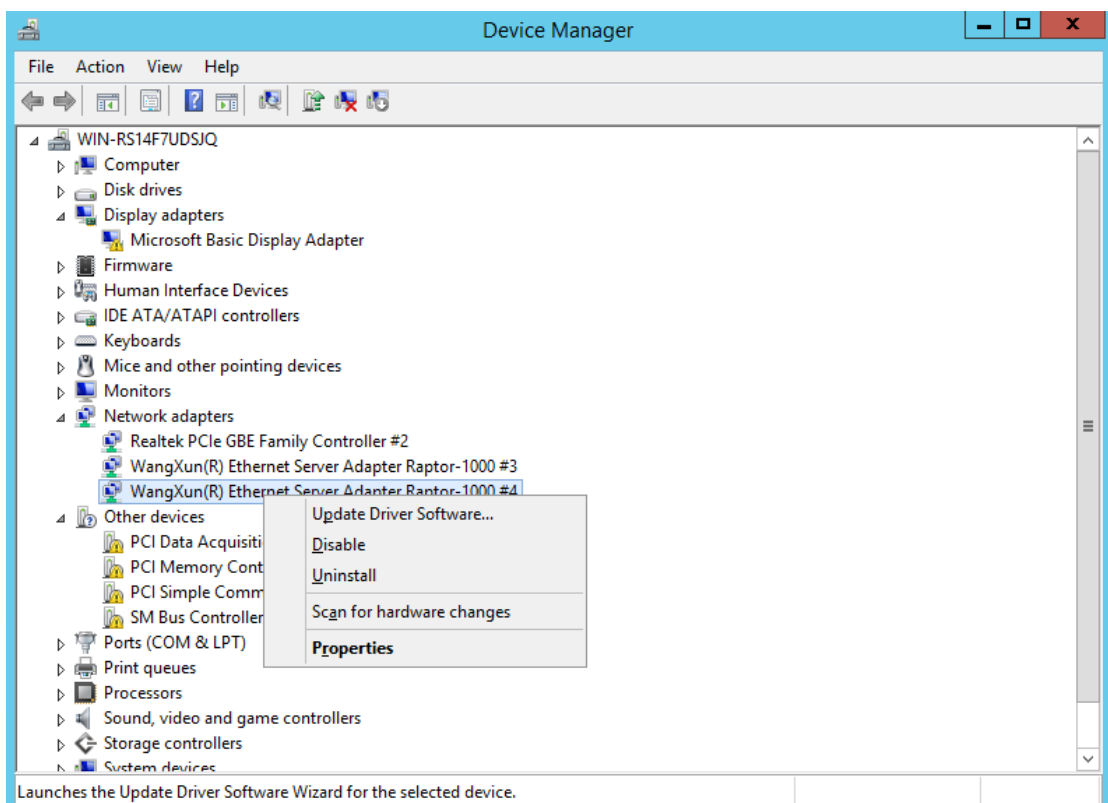 Device Manager
File Action View Help
WIN-RS14F7UDSJQ
Computer
Disk drives
Display adapters
Microsoft Basic Display Adapter
Firmware
Human Interface Devices
IDE ATA/ATAPI controllers
Keyboards
Mice and other pointing devices
Monitors
Network adapters
Realtek PCIe GBE Family Controller #2
WangXun(R) Ethernet Server Adapter Raptor-1000 #3
WangXun(R) Ethernet Server Adapter Raptor-1000 #4
Other devices
PCI Data Acquisiti
PCI Memory Cont
PCI Simple Comm
SM Bus Controller
Update Driver Software...
Disable
Uninstall
Scan for hardware changes
Properties
Ports (COM & LPT)
Print queues
Processors
Sound, video and game controllers
Storage controllers
System devices
Launches the Update Driver Software Wizard for the selected device.